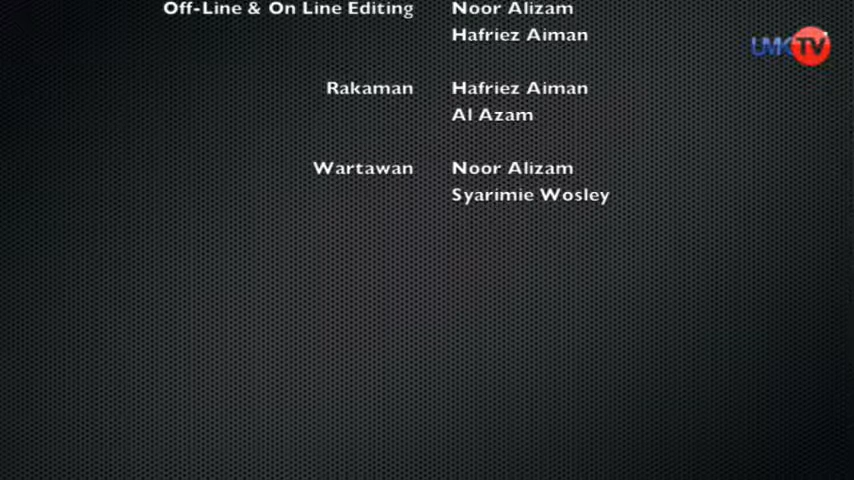 Off-Line & On Line Editing Noor Alizam
Hafriez Aiman
UMKTV
Rakaman Hafriez Aiman
Al Azam
Wartawan Noor Alizam
Syarimie Wosley